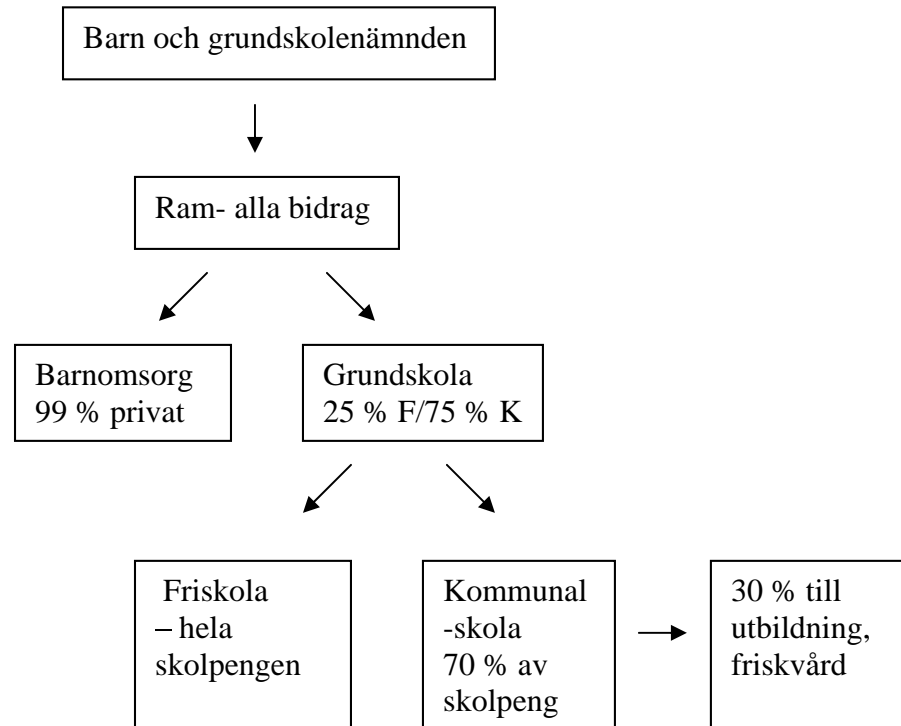 Barn och grundskolenämnden
Ram- alla bidrag
Barnomsorg
99 % privat
Grundskola
25 % F/75 % K
Friskola
– hela
skolpengen
Kommunal
-skola
70 % av
skolpeng
30 % till
utbildning,
friskvård